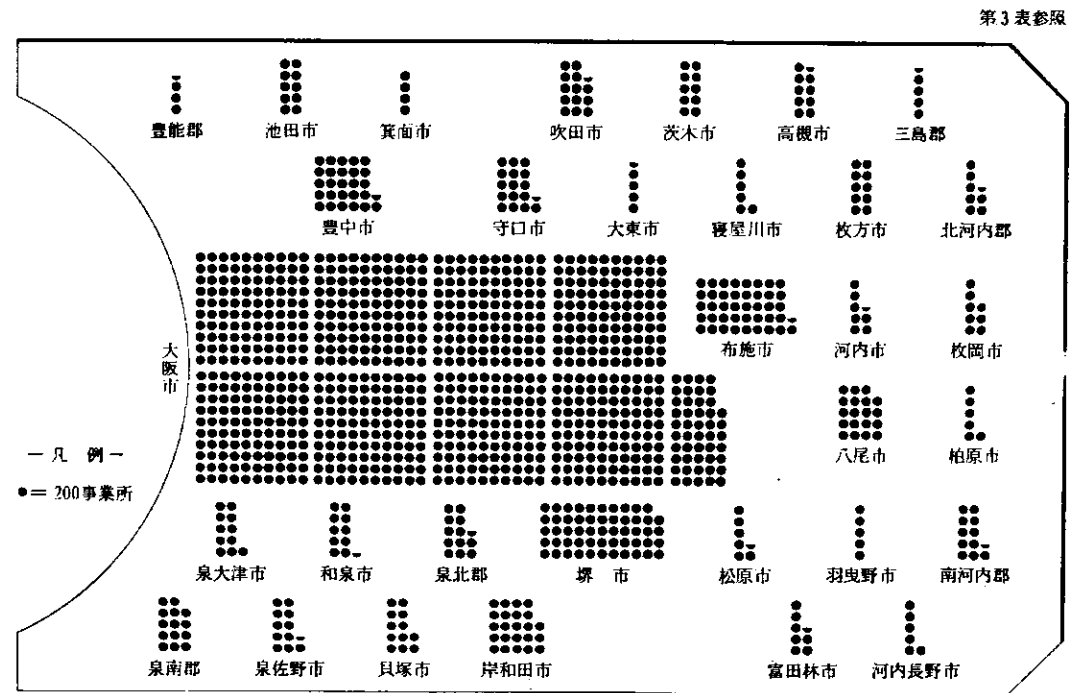 第3表参照
豊能郡 池田市 箕面市 吹田市 茨木市 高槻市 三島郡
豊中市 守口市 大東市 寝屋川市 枚方市 北河内郡
布施市 河内市 枚岡市
大阪市
八尾市 柏原市
－凡例－
●＝200事業所
泉大津市 和泉市 泉北郡 堺市 松原市 羽曳野市 南河内郡
泉南郡 泉佐野市 貝塚市 岸和田市 富田林市 河内長野市